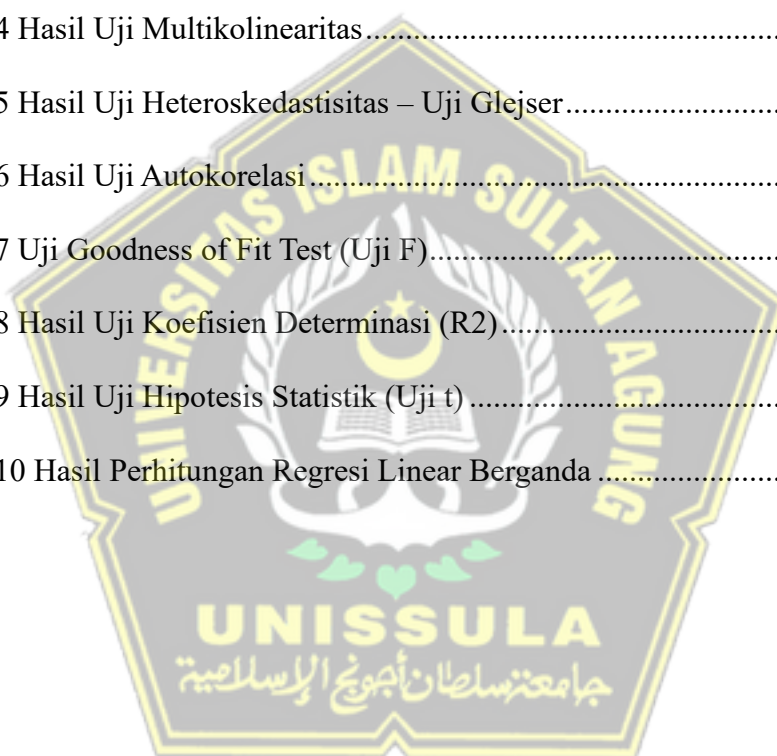 4 Hasil Uji Multikolinearitas
5 Hasil Uji Heteroskedastisitas – Uji Glejser
6 Hasil Uji Autokorelasi
7 Uji Goodness of Fit Test (Uji F)
8 Hasil Uji Koefisien Determinasi (R2)
9 Hasil Uji Hipotesis Statistik (Uji t)
10 Hasil Perhitungan Regresi Linear Berganda
UNIVERSITAS ISLAM SULTAN AGUNG
UNISSULA
جامعتنسلطان أجونج الإسلامية